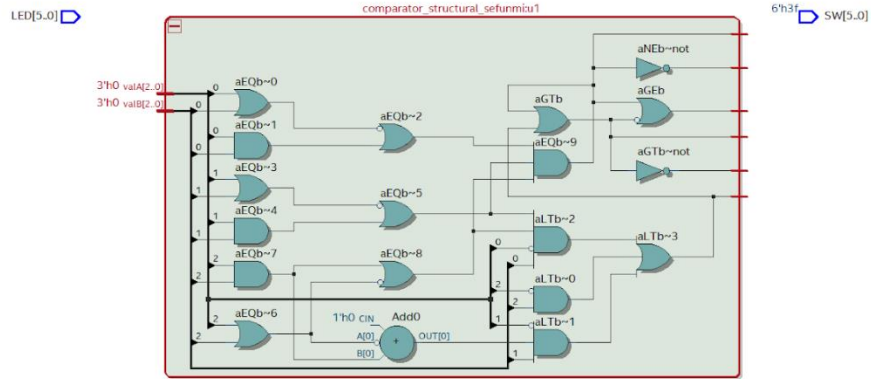 comparator_structural_sefunmi:u1
LED[5..0]
6'h3f SW[5..0]
aNEb~not
3'h0 valA[2..0]
3'h0 valB[2..0]
0 aEQb~0
0
aGTb
aGEb
0 aEQb~1
0
aEQb~2
aEQb~9
1 aEQb~3
1
aGTb~not
aEQb~5
1 aEQb~4
1
aLTb~2
0
0
aLTb~3
2 aEQb~7
2
aEQb~8
2 aLTb~0
2
2 aEQb~6
2
1'h0 CIN Add0
A[0] + OUT[0]
B[0]
1 aLTb~1
1